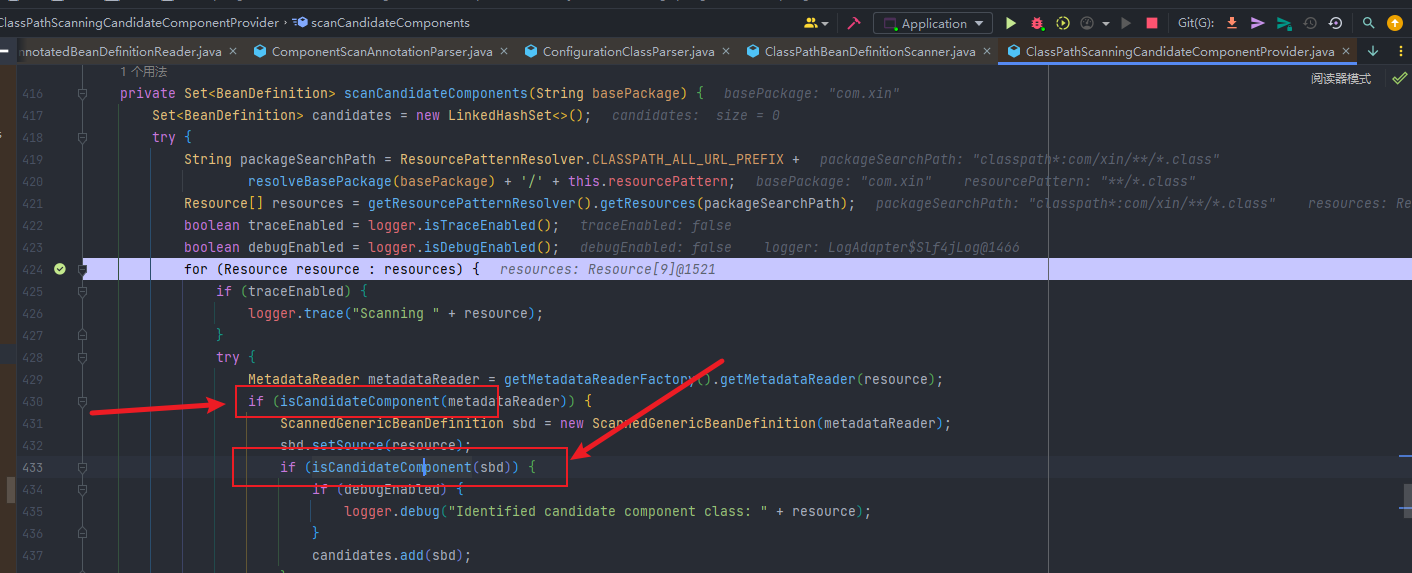 ClassPathScanningCandidateComponentProvider > scanCandidateComponents
Application
Git(G):
nnotatedBeanDefinitionReader.java
ComponentScanAnnotationParser.java
ConfigurationClassParser.java
ClassPathBeanDefinitionScanner.java
ClassPathScanningCandidateComponentProvider.java
1 个用法
阅读器模式
416 private Set<BeanDefinition> scanCandidateComponents(String basePackage) { basePackage: "com.xin"
417 Set<BeanDefinition> candidates = new LinkedHashSet<>(); candidates: size = 0
418 try {
419 String packageSearchPath = ResourcePatternResolver.CLASSPATH_ALL_URL_PREFIX + packageSearchPath: "classpath*:com/xin/**/*.class"
420 resolveBasePackage(basePackage) + '/' + this.resourcePattern; basePackage: "com.xin" resourcePattern: "**/*.class"
421 Resource[] resources = getResourcePatternResolver().getResources(packageSearchPath); packageSearchPath: "classpath*:com/xin/**/*.class" resources: Re
422 boolean traceEnabled = logger.isTraceEnabled(); traceEnabled: false
423 boolean debugEnabled = logger.isDebugEnabled(); debugEnabled: false logger: LogAdapter$Slf4jLog@1466
424 for (Resource resource : resources) { resources: Resource[9]@1521
425 if (traceEnabled) {
426 logger.trace("Scanning " + resource);
427 }
428 try {
429 MetadataReader metadataReader = getMetadataReaderFactory().getMetadataReader(resource);
430 if (isCandidateComponent(metadataReader)) {
431 ScannedGenericBeanDefinition sbd = new ScannedGenericBeanDefinition(metadataReader);
432 sbd.setSource(resource);
433 if (isCandidateComponent(sbd)) {
434 if (debugEnabled) {
435 logger.debug("Identified candidate component class: " + resource);
436 }
437 candidates.add(sbd);